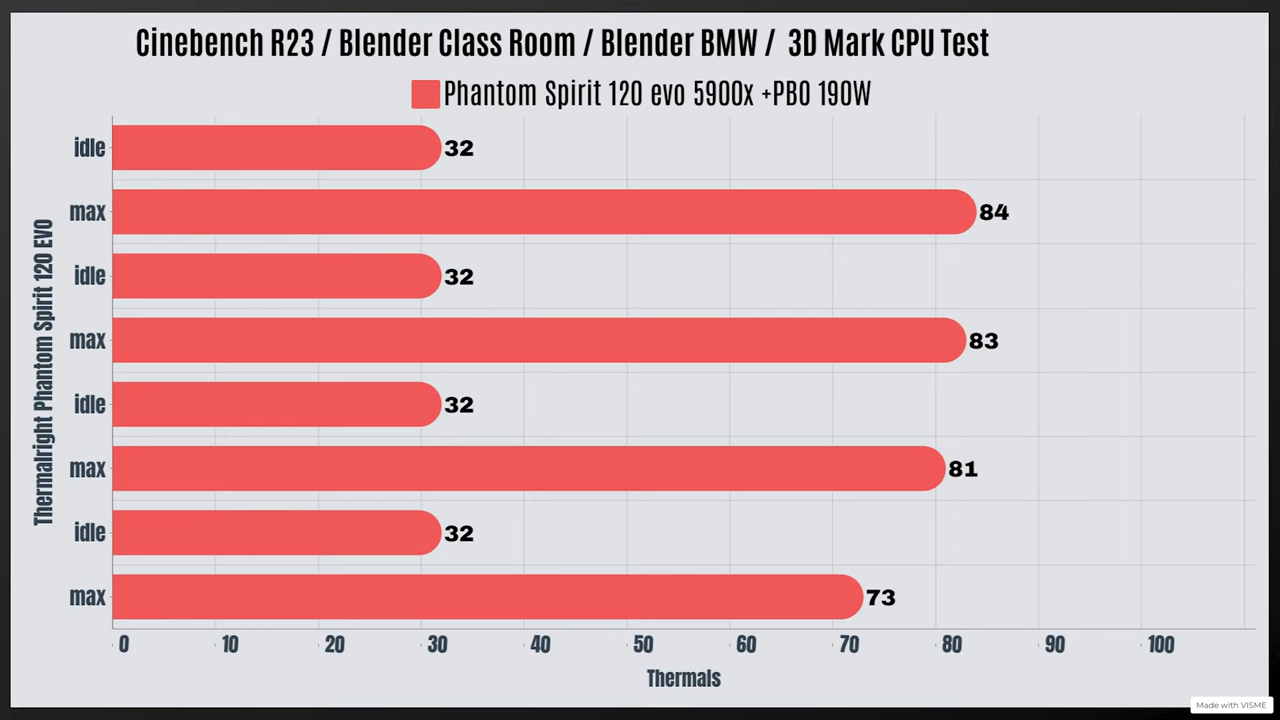 Cinebench R23 / Blender Class Room / Blender BMW / 3D Mark CPU Test
Phantom Spirit 120 evo 5900x +PBO 190W
Thermalright Phantom Spirit 120 EVO
idle 32
max 84
idle 32
max 83
idle 32
max 81
idle 32
max 73
0 10 20 30 40 50 60 70 80 90 100
Thermals
Made with VISME